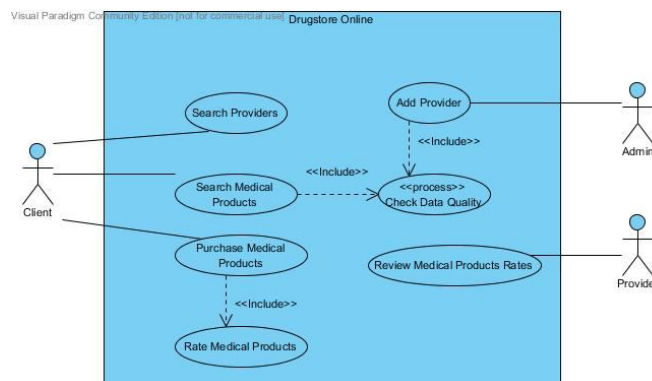 Visual Paradigm Community Edition [not for commercial use]
Drugstore Online
Search Providers
Add Provider
Admin
<<Include>>
<<Include>>
Search Medical
Products
<<process>>
Check Data Quality
Client
Purchase Medical
Products
Review Medical Products Rates
Provide
<<Include>>
Rate Medical Products